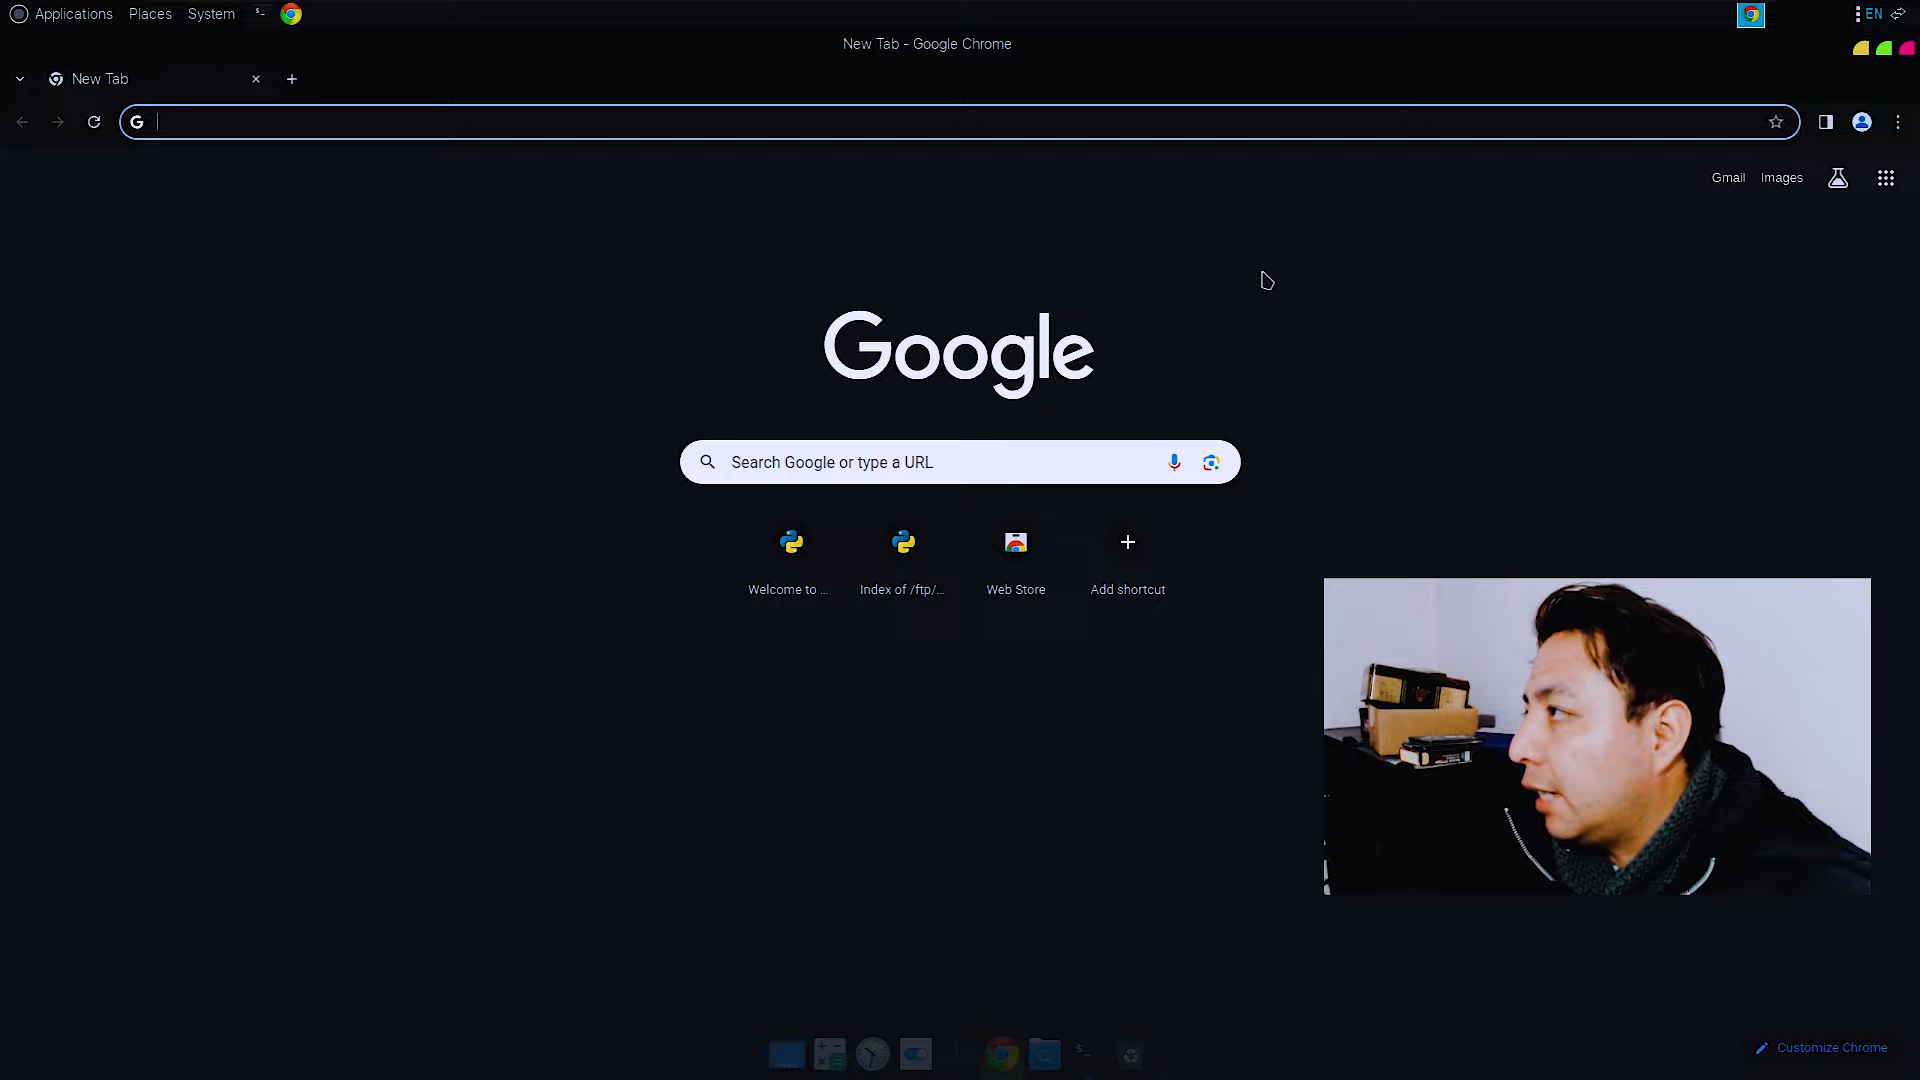 Applications Places System
EN
New Tab - Google Chrome
New Tab
Gmail Images
Google
Search Google or type a URL
Welcome to ... Index of /ftp/... Web Store Add shortcut
Customize Chrome